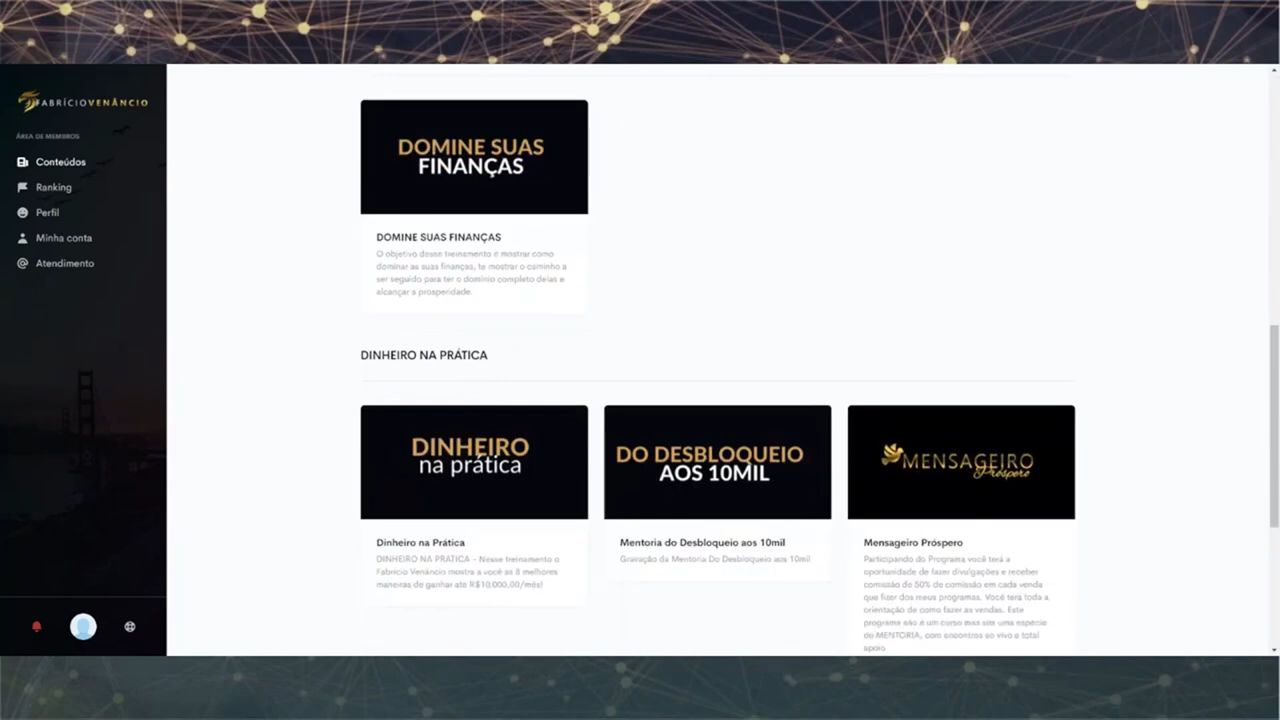 FABRÍCIOVENÂNCIO
ÁREA DE MEMBROS
Conteúdos
Ranking
Perfil
Minha conta
Atendimento
DOMINE SUAS
FINANÇAS
DOMINE SUAS FINANÇAS
O objetivo desse treinamento é mostrar como
dominar as suas finanças, te mostrar o caminho a
ser seguido para ter o domínio completo delas e
alcançar a prosperidade.
DINHEIRO NA PRÁTICA
DINHEIRO
na prática
Dinheiro na Prática
DINHEIRO NA PRÁTICA - Nesse treinamento o
Fabrício Venâncio mostra a você as 8 melhores
maneiras de ganhar até R$10.000,00/mês!
DO DESBLOQUEIO
AOS 10MIL
Mentoria do Desbloqueio aos 10mil
Gravação da Mentoria Do Desbloqueio aos 10mil
MENSAGEIRO
Próspero
Mensageiro Próspero
Participando do Programa você terá a
oportunidade de fazer divulgações e receber
comissão de 50% de comissão em cada venda
que fizer dos meus programas. Você terá toda a
orientação de como fazer as vendas. Este
programa não é um curso mas sim uma espécie
de MENTORIA, com encontros ao vivo e total
apoio